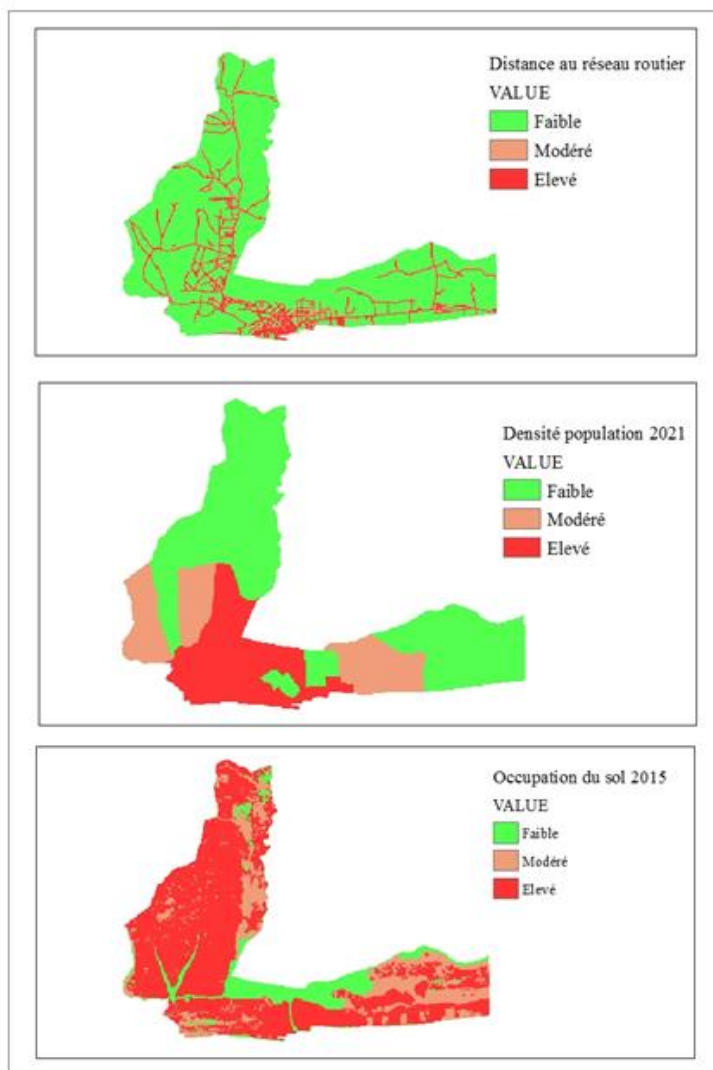 Distance au réseau routier
VALUE
Faible
Modéré
Elevé
Densité population 2021
VALUE
Faible
Modéré
Elevé
Occupation du sol 2015
VALUE
Faible
Modéré
Elevé